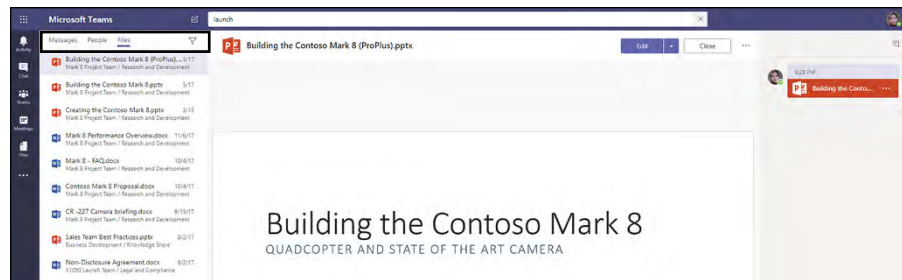 Microsoft Teams
launch
Messages People Files
Activity
Chat
Teams
Meetings
Files
Building the Contoso Mark 8 (ProPlus).... 5/17
Mark 8 Project Team / Research and Development
Building the Contoso Mark 8.pptx 5/17
Mark 8 Project Team / Research and Development
Creating the Contoso Mark 8.pptx 2/15
Mark 8 Project Team / Research and Development
Mark 8 Performance Overview.docx 11/6/17
Mark 8 Project Team / Research and Development
Mark 8 - FAQ.docx 10/4/17
Mark 8 Project Team / Research and Development
Contoso Mark 8 Proposal.docx 10/4/17
Mark 8 Project Team / Research and Development
CR -227 Camera briefing.docx 9/15/17
Mark 8 Project Team / Research and Development
Sales Team Best Practices.pptx 8/2/17
Business Development / Knowledge Share
Non-Disclosure Agreement.docx 8/2/17
X1050 Launch Team / Legal and Compliance
Building the Contoso Mark 8 (ProPlus).pptx
Edit
Close
Building the Contoso Mark 8
QUADCOPTER AND STATE OF THE ART CAMERA
6:28 PM
Building the Conto...